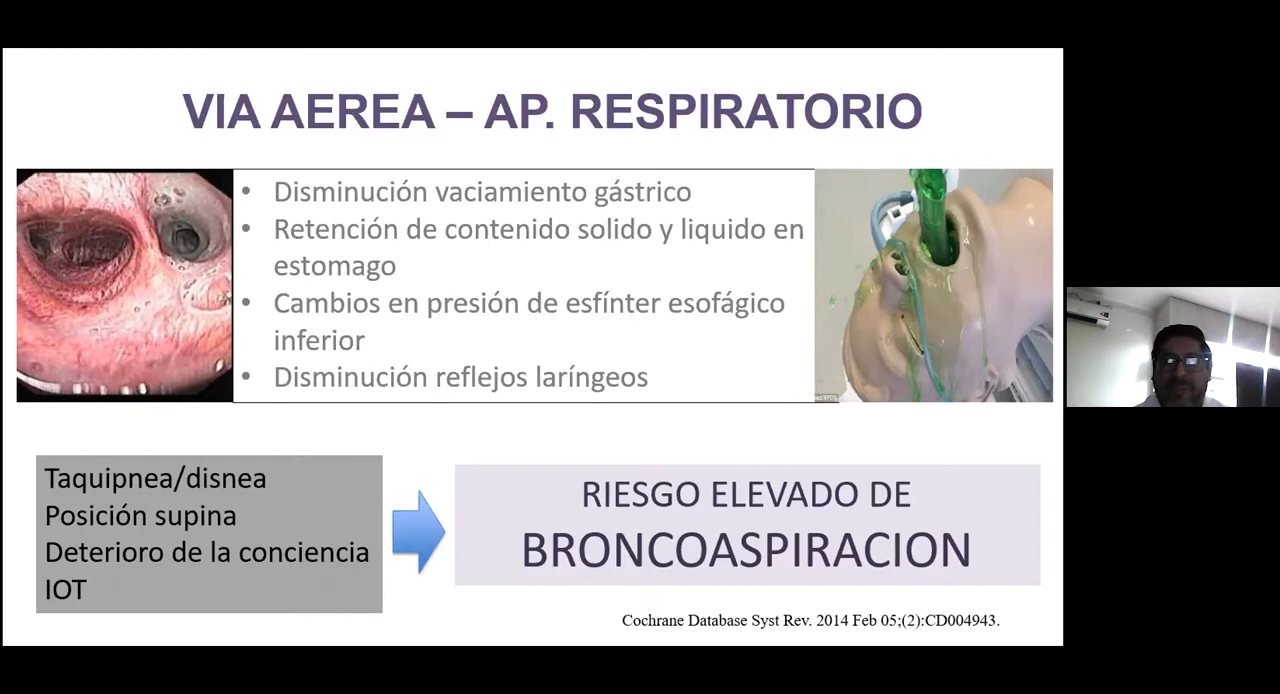 VIA AEREA – AP. RESPIRATORIO
• Disminución vaciamiento gástrico
• Retención de contenido solido y liquido en
estomago
• Cambios en presión de esfínter esofágico
inferior
• Disminución reflejos laríngeos
Taquipnea/disnea
Posición supina
Deterioro de la conciencia
IOT
RIESGO ELEVADO DE
BRONCOASPIRACION
Cochrane Database Syst Rev. 2014 Feb 05;(2):CD004943.